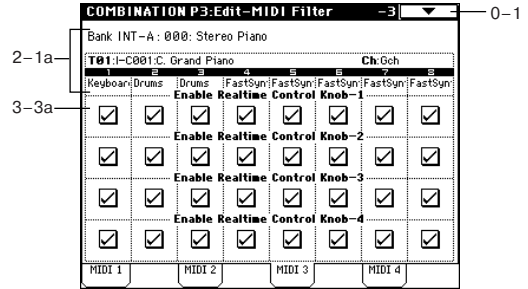 COMBINATION P3:Edit-MIDI Filter -3
0-1
Bank INT-A: 000: Stereo Piano
2-1a
T01:I-C001:C. Grand Piano Ch:Gch
1 2 3 4 5 6 7 8
Keyboar Drums Drums FastSyn FastSyn FastSyn FastSyn FastSyn
Enable Realtime Control Knob-1
3-3a
Enable Realtime Control Knob-2
Enable Realtime Control Knob-3
Enable Realtime Control Knob-4
MIDI 1 MIDI 2 MIDI 3 MIDI 4